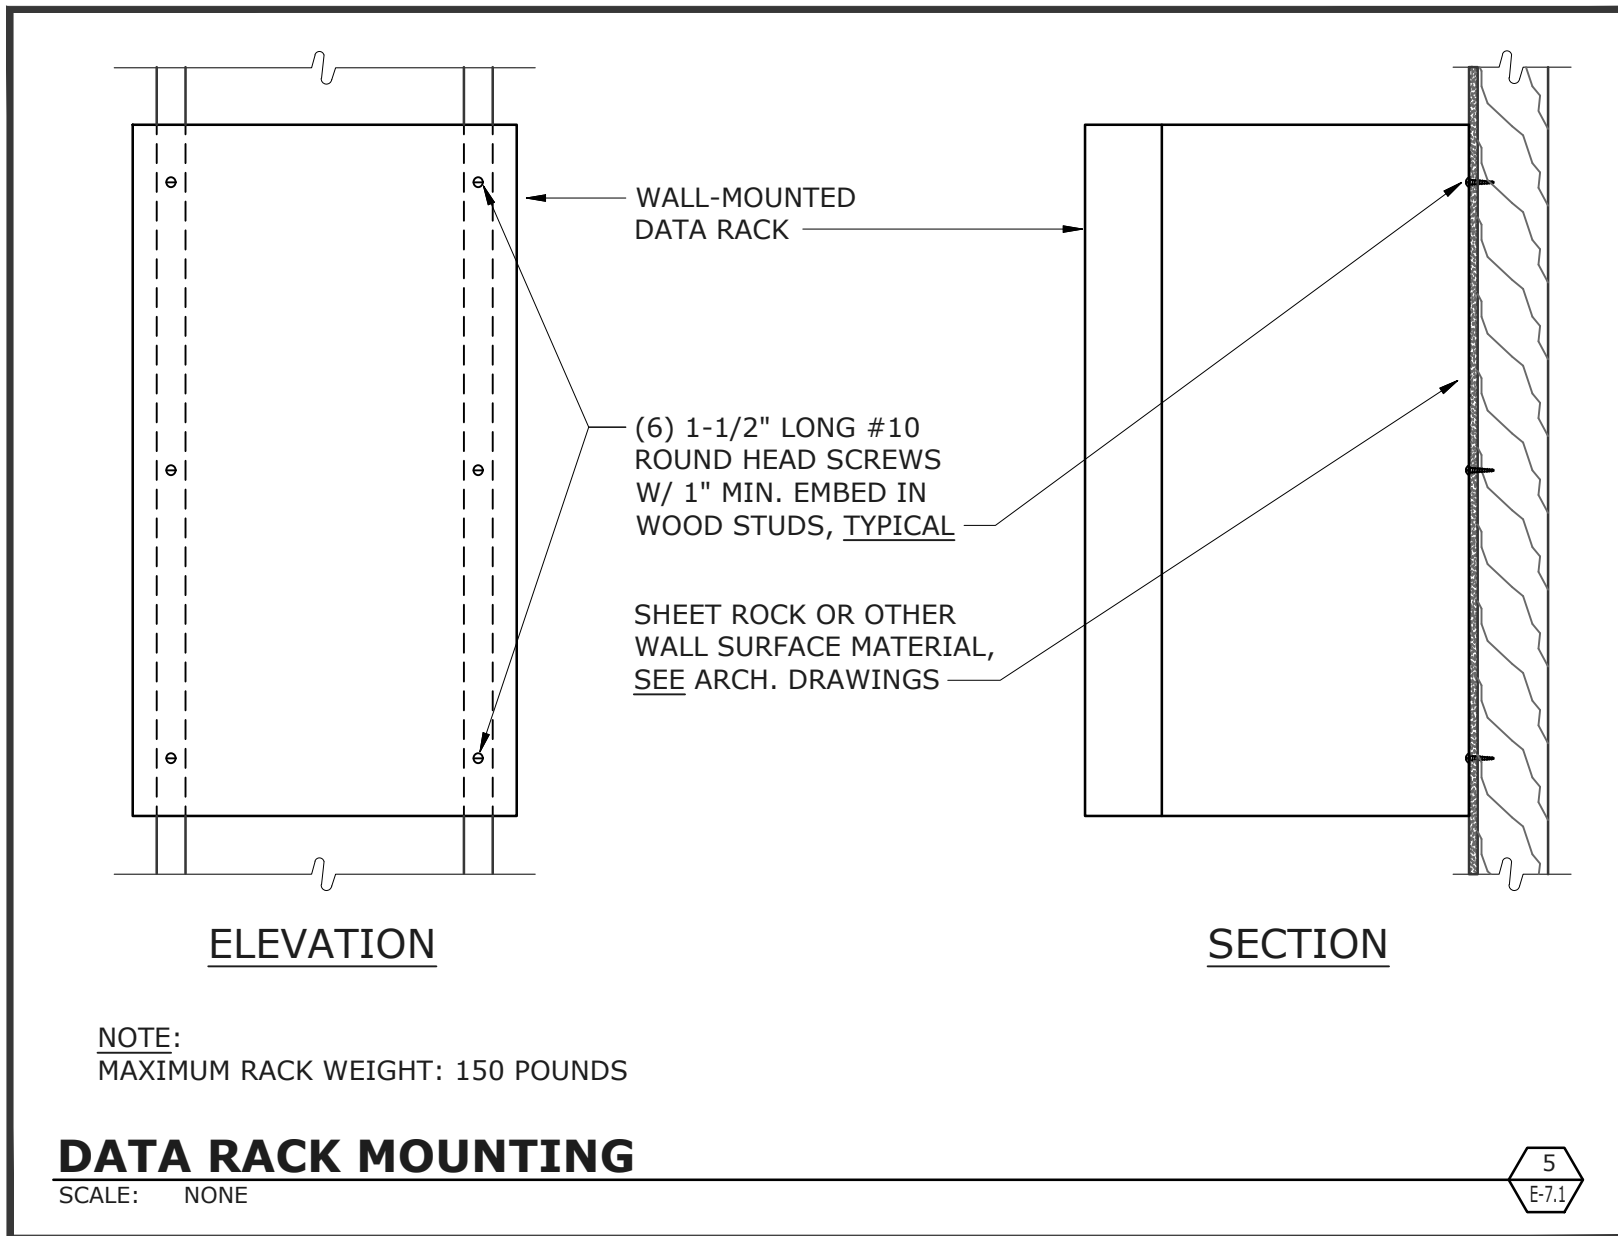 WALL-MOUNTED
DATA RACK
(6) 1-1/2" LONG #10
ROUND HEAD SCREWS
W/ 1" MIN. EMBED IN
WOOD STUDS, TYPICAL
SHEET ROCK OR OTHER
WALL SURFACE MATERIAL,
SEE ARCH. DRAWINGS
ELEVATION
SECTION
NOTE:
MAXIMUM RACK WEIGHT: 150 POUNDS
DATA RACK MOUNTING
SCALE: NONE
5
E-7.1